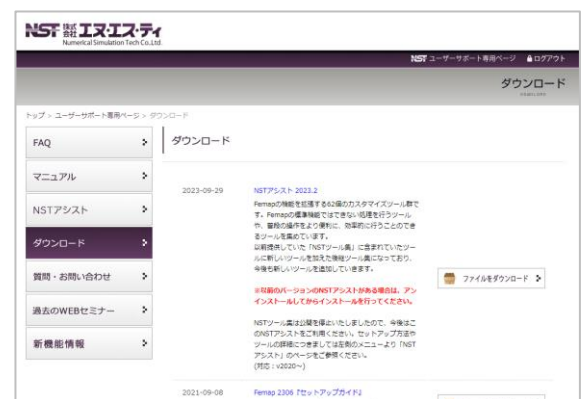 NST 株式会社 エヌ・エス・ティ
Numerical Simulation Tech Co.,Ltd.
NST ユーザーサポート専用ページ ログアウト
ダウンロード
トップ > ユーザーサポート専用ページ > ダウンロード
FAQ
マニュアル
NSTアシスト
ダウンロード
質問・お問い合わせ
過去のWEBセミナー
新機能情報
ダウンロード
2023-09-29
NSTアシスト 2023.2
Femapの機能を拡張する62個のカスタマイズツール群で
す。Femapの標準機能ではできない処理を行うツール
や、普段の操作をより便利に、効率的に行うことのでき
るツールを集めています。
以前提供していた「NSTツール集」に含まれていたツー
ルに新しいツールを加えた後継ツール集になっており、
今後も新しいツールを追加していきます。
※以前のバージョンのNSTアシストがある場合は、アン
インストールしてからインストールを行ってください。
NSTツール集は公開を停止いたしましたので、今後はこ
のNSTアシストをご利用ください。セットアップ方法や
ツールの詳細につきましては左側のメニューより「NST
アシスト」のページをご参照ください。
(対応:v2020~)
ファイルをダウンロード
2021-09-08
Femap 2306『セットアップガイド』